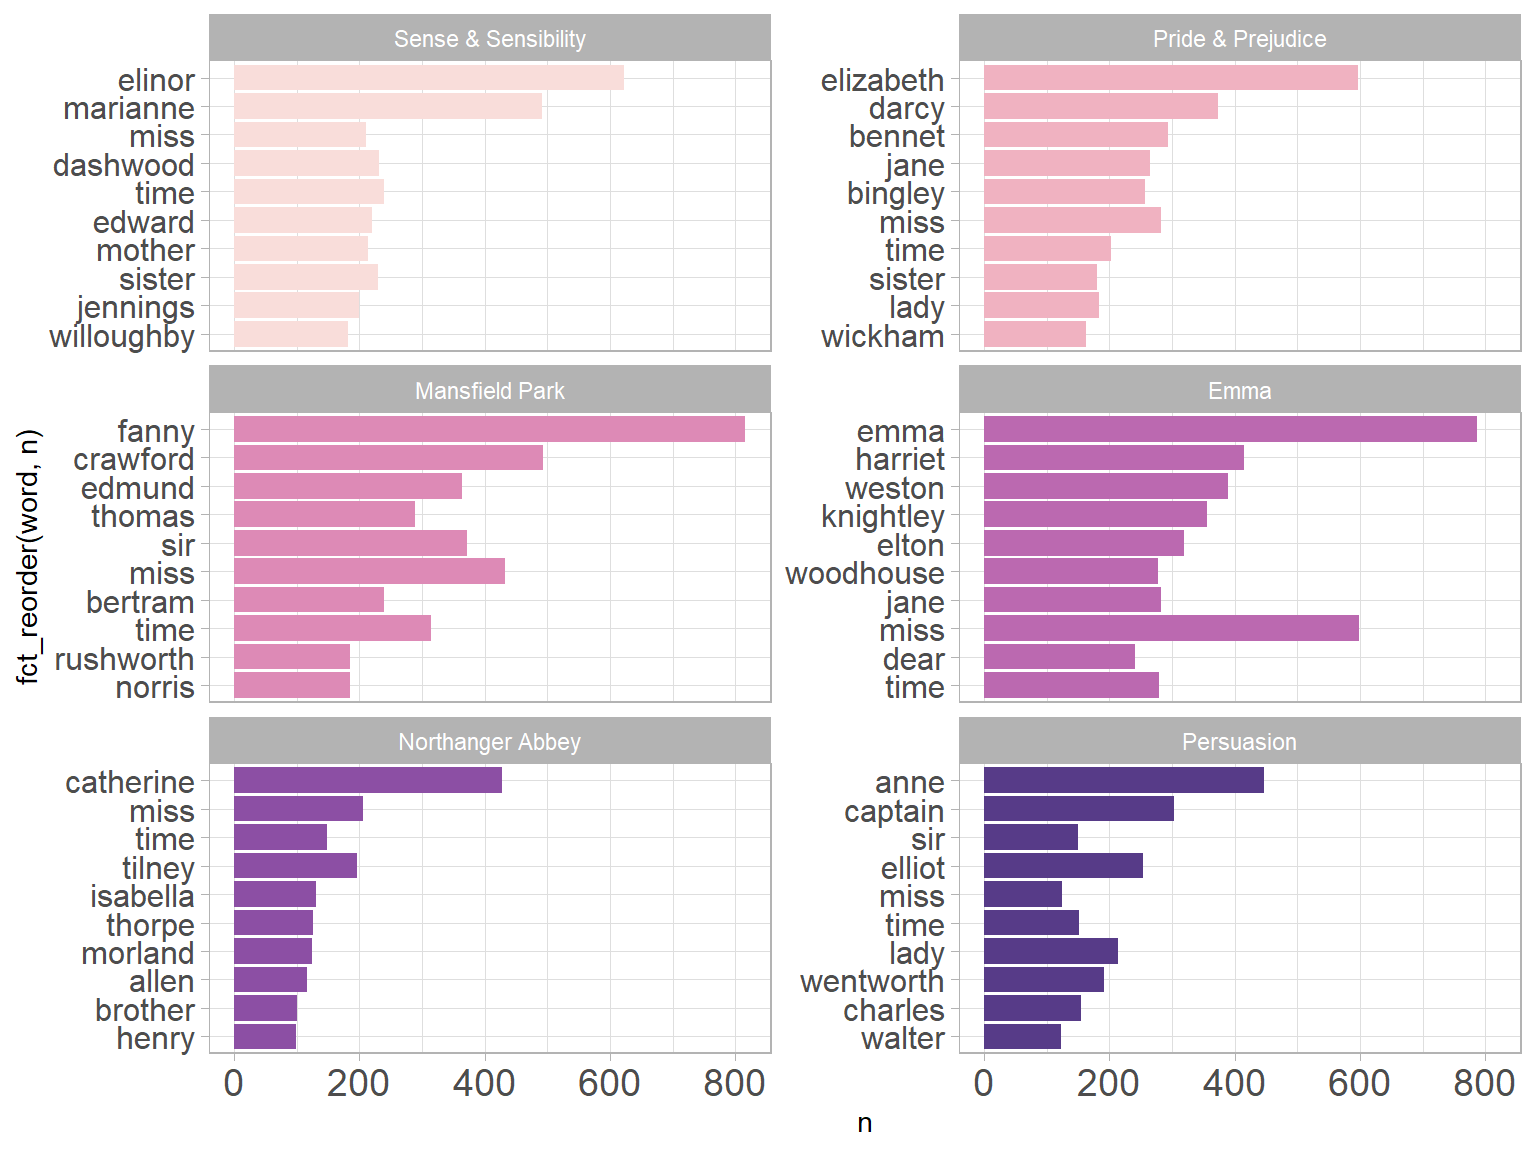 Sense & Sensibility
elinor
marianne
miss
dashwood
time
edward
mother
sister
jennings
willoughby
Pride & Prejudice
elizabeth
darcy
bennet
jane
bingley
miss
time
sister
lady
wickham
Mansfield Park
fanny
crawford
edmund
thomas
sir
miss
bertram
time
rushworth
norris
Emma
emma
harriet
weston
knightley
elton
woodhouse
jane
miss
dear
time
Northanger Abbey
catherine
miss
time
tilney
isabella
thorpe
morland
allen
brother
henry
0 200 400 600 800
Persuasion
anne
captain
sir
elliot
miss
time
lady
wentworth
charles
walter
0 200 400 600 800
n
fct_reorder(word, n)